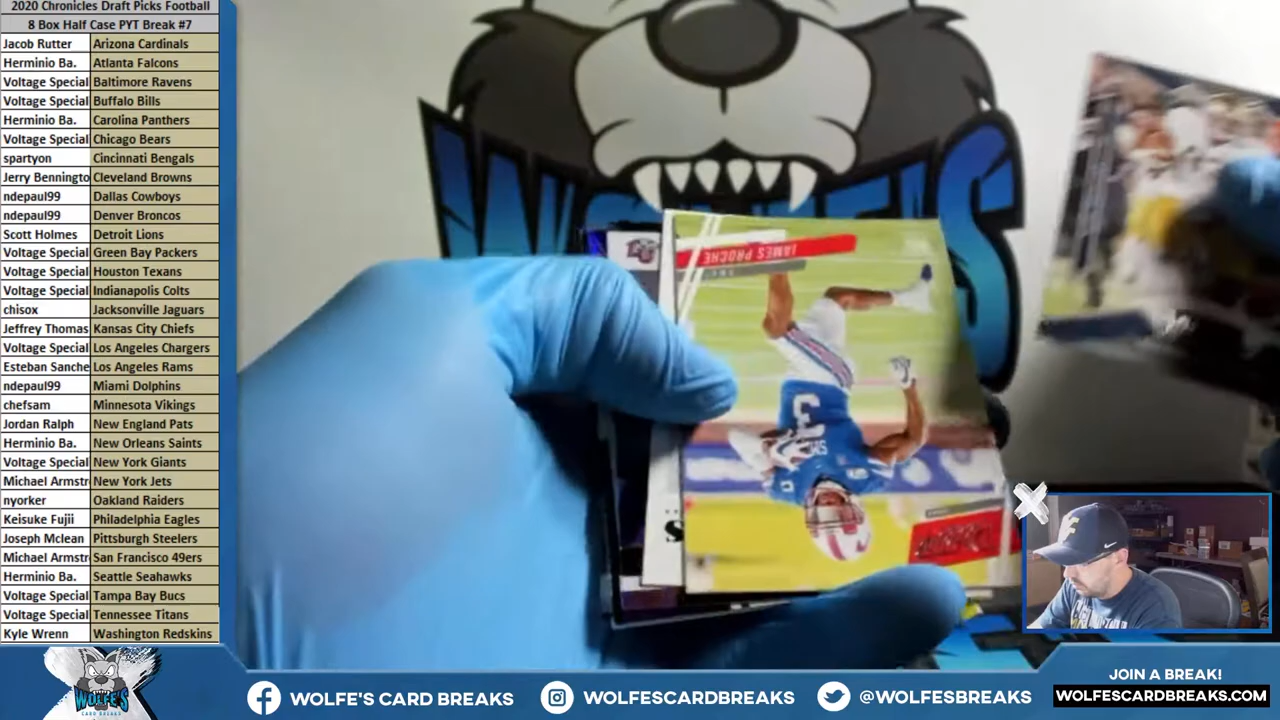 2020 Chronicles Draft Picks Football
8 Box Half Case PYT Break #7
Jacob Rutter Arizona Cardinals
Herminio Ba. Atlanta Falcons
Voltage Special Baltimore Ravens
Voltage Special Buffalo Bills
Herminio Ba. Carolina Panthers
Voltage Special Chicago Bears
spartyon Cincinnati Bengals
Jerry Benningto Cleveland Browns
ndepaul99 Dallas Cowboys
ndepaul99 Denver Broncos
Scott Holmes Detroit Lions
Voltage Special Green Bay Packers
Voltage Special Houston Texans
Voltage Special Indianapolis Colts
chisox Jacksonville Jaguars
Jeffrey Thomas Kansas City Chiefs
Voltage Special Los Angeles Chargers
Esteban Sanche Los Angeles Rams
ndepaul99 Miami Dolphins
chefsam Minnesota Vikings
Jordan Ralph New England Pats
Herminio Ba. New Orleans Saints
Voltage Special New York Giants
Michael Armstr New York Jets
nyorker Oakland Raiders
Keisuke Fujii Philadelphia Eagles
Joseph Mclean Pittsburgh Steelers
Michael Armstr San Francisco 49ers
Herminio Ba. Seattle Seahawks
Voltage Special Tampa Bay Bucs
Voltage Special Tennessee Titans
Kyle Wrenn Washington Redskins
JAMES PROCHE
3
WOLFE'S
CARD BREAKS
WOLFE'S CARD BREAKS
WOLFESCARDBREAKS
@WOLFESBREAKS
JOIN A BREAK!
WOLFESCARDBREAKS.COM